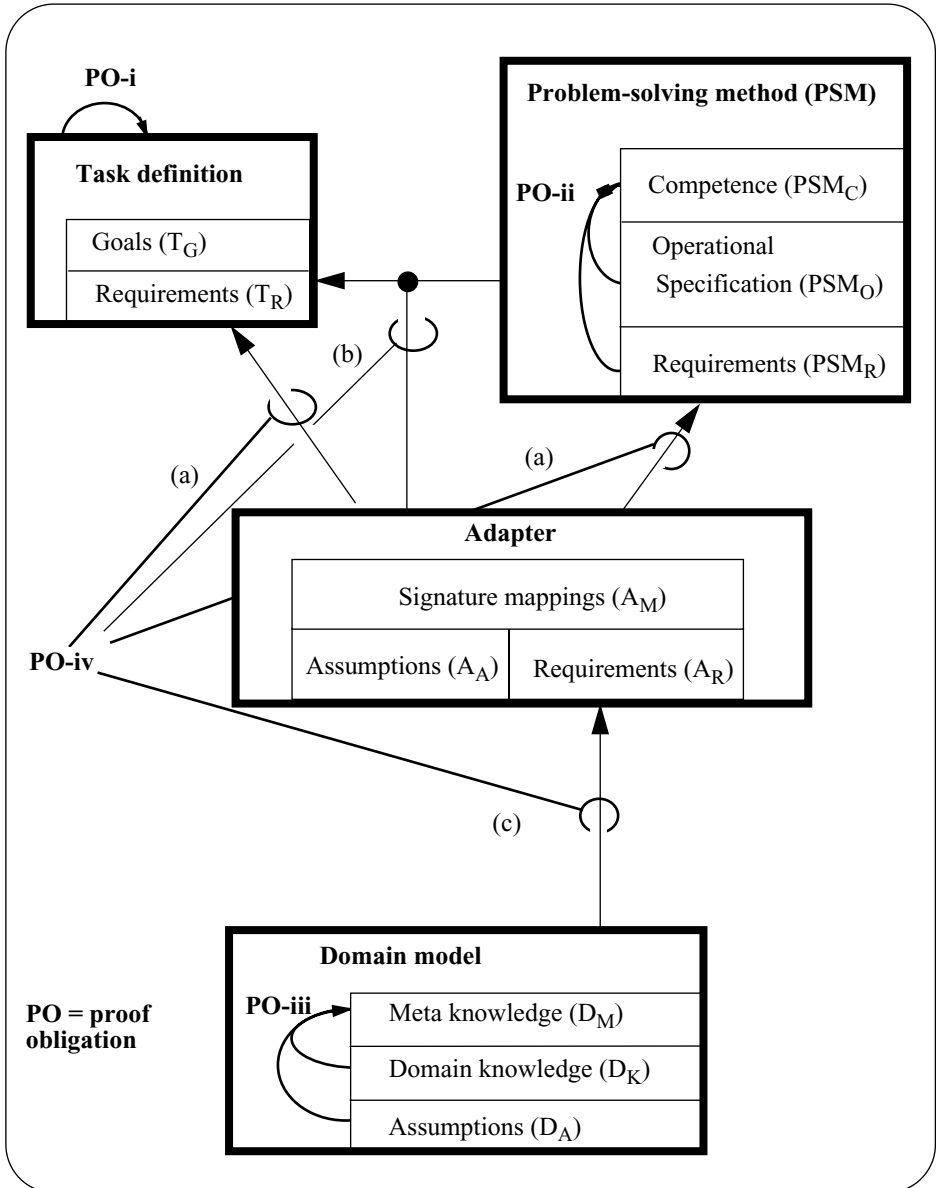 PO-i
Task definition
Goals (T_G)
Requirements (T_R)
Problem-solving method (PSM)
PO-ii
Competence (PSM_C)
Operational
Specification (PSM_O)
Requirements (PSM_R)
(b)
(a)
(a)
Adapter
Signature mappings (A_M)
Assumptions (A_A)
Requirements (A_R)
PO-iv
(c)
Domain model
PO-iii
Meta knowledge (D_M)
Domain knowledge (D_K)
Assumptions (D_A)
PO = proof
obligation